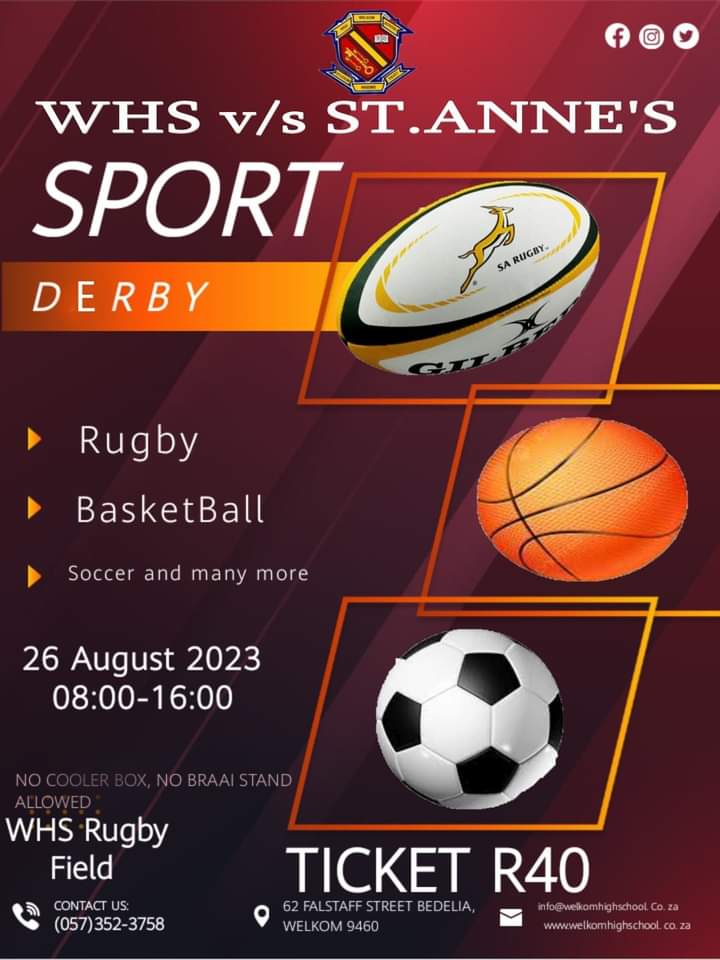 WHS v/s ST.ANNE'S
SPORT
DERBY
SA RUGBY
Rugby
BasketBall
Soccer and many more
26 August 2023
08:00-16:00
NO COOLER BOX, NO BRAAI STAND
ALLOWED
WHS Rugby
Field
TICKET R40
CONTACT US:
(057)352-3758
62 FALSTAFF STREET BEDELIA,
WELKOM 9460
info@welkomhighschool. Co. za
www.welkomhighschool. co. za